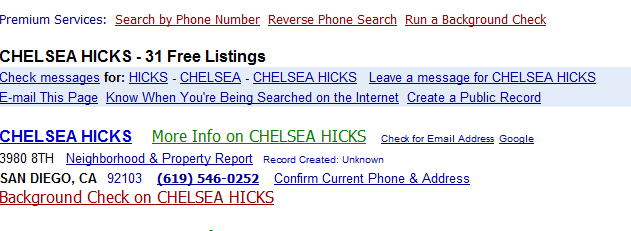 Premium Services: Search by Phone Number Reverse Phone Search Run a Background Check
CHELSEA HICKS - 31 Free Listings
Check messages for: HICKS - CHELSEA - CHELSEA HICKS Leave a message for CHELSEA HICKS
E-mail This Page Know When You're Being Searched on the Internet Create a Public Record
CHELSEA HICKS More Info on CHELSEA HICKS Check for Email Address Google
3980 8TH Neighborhood & Property Report Record Created: Unknown
SAN DIEGO, CA 92103 (619) 546-0252 Confirm Current Phone & Address
Background Check on CHELSEA HICKS